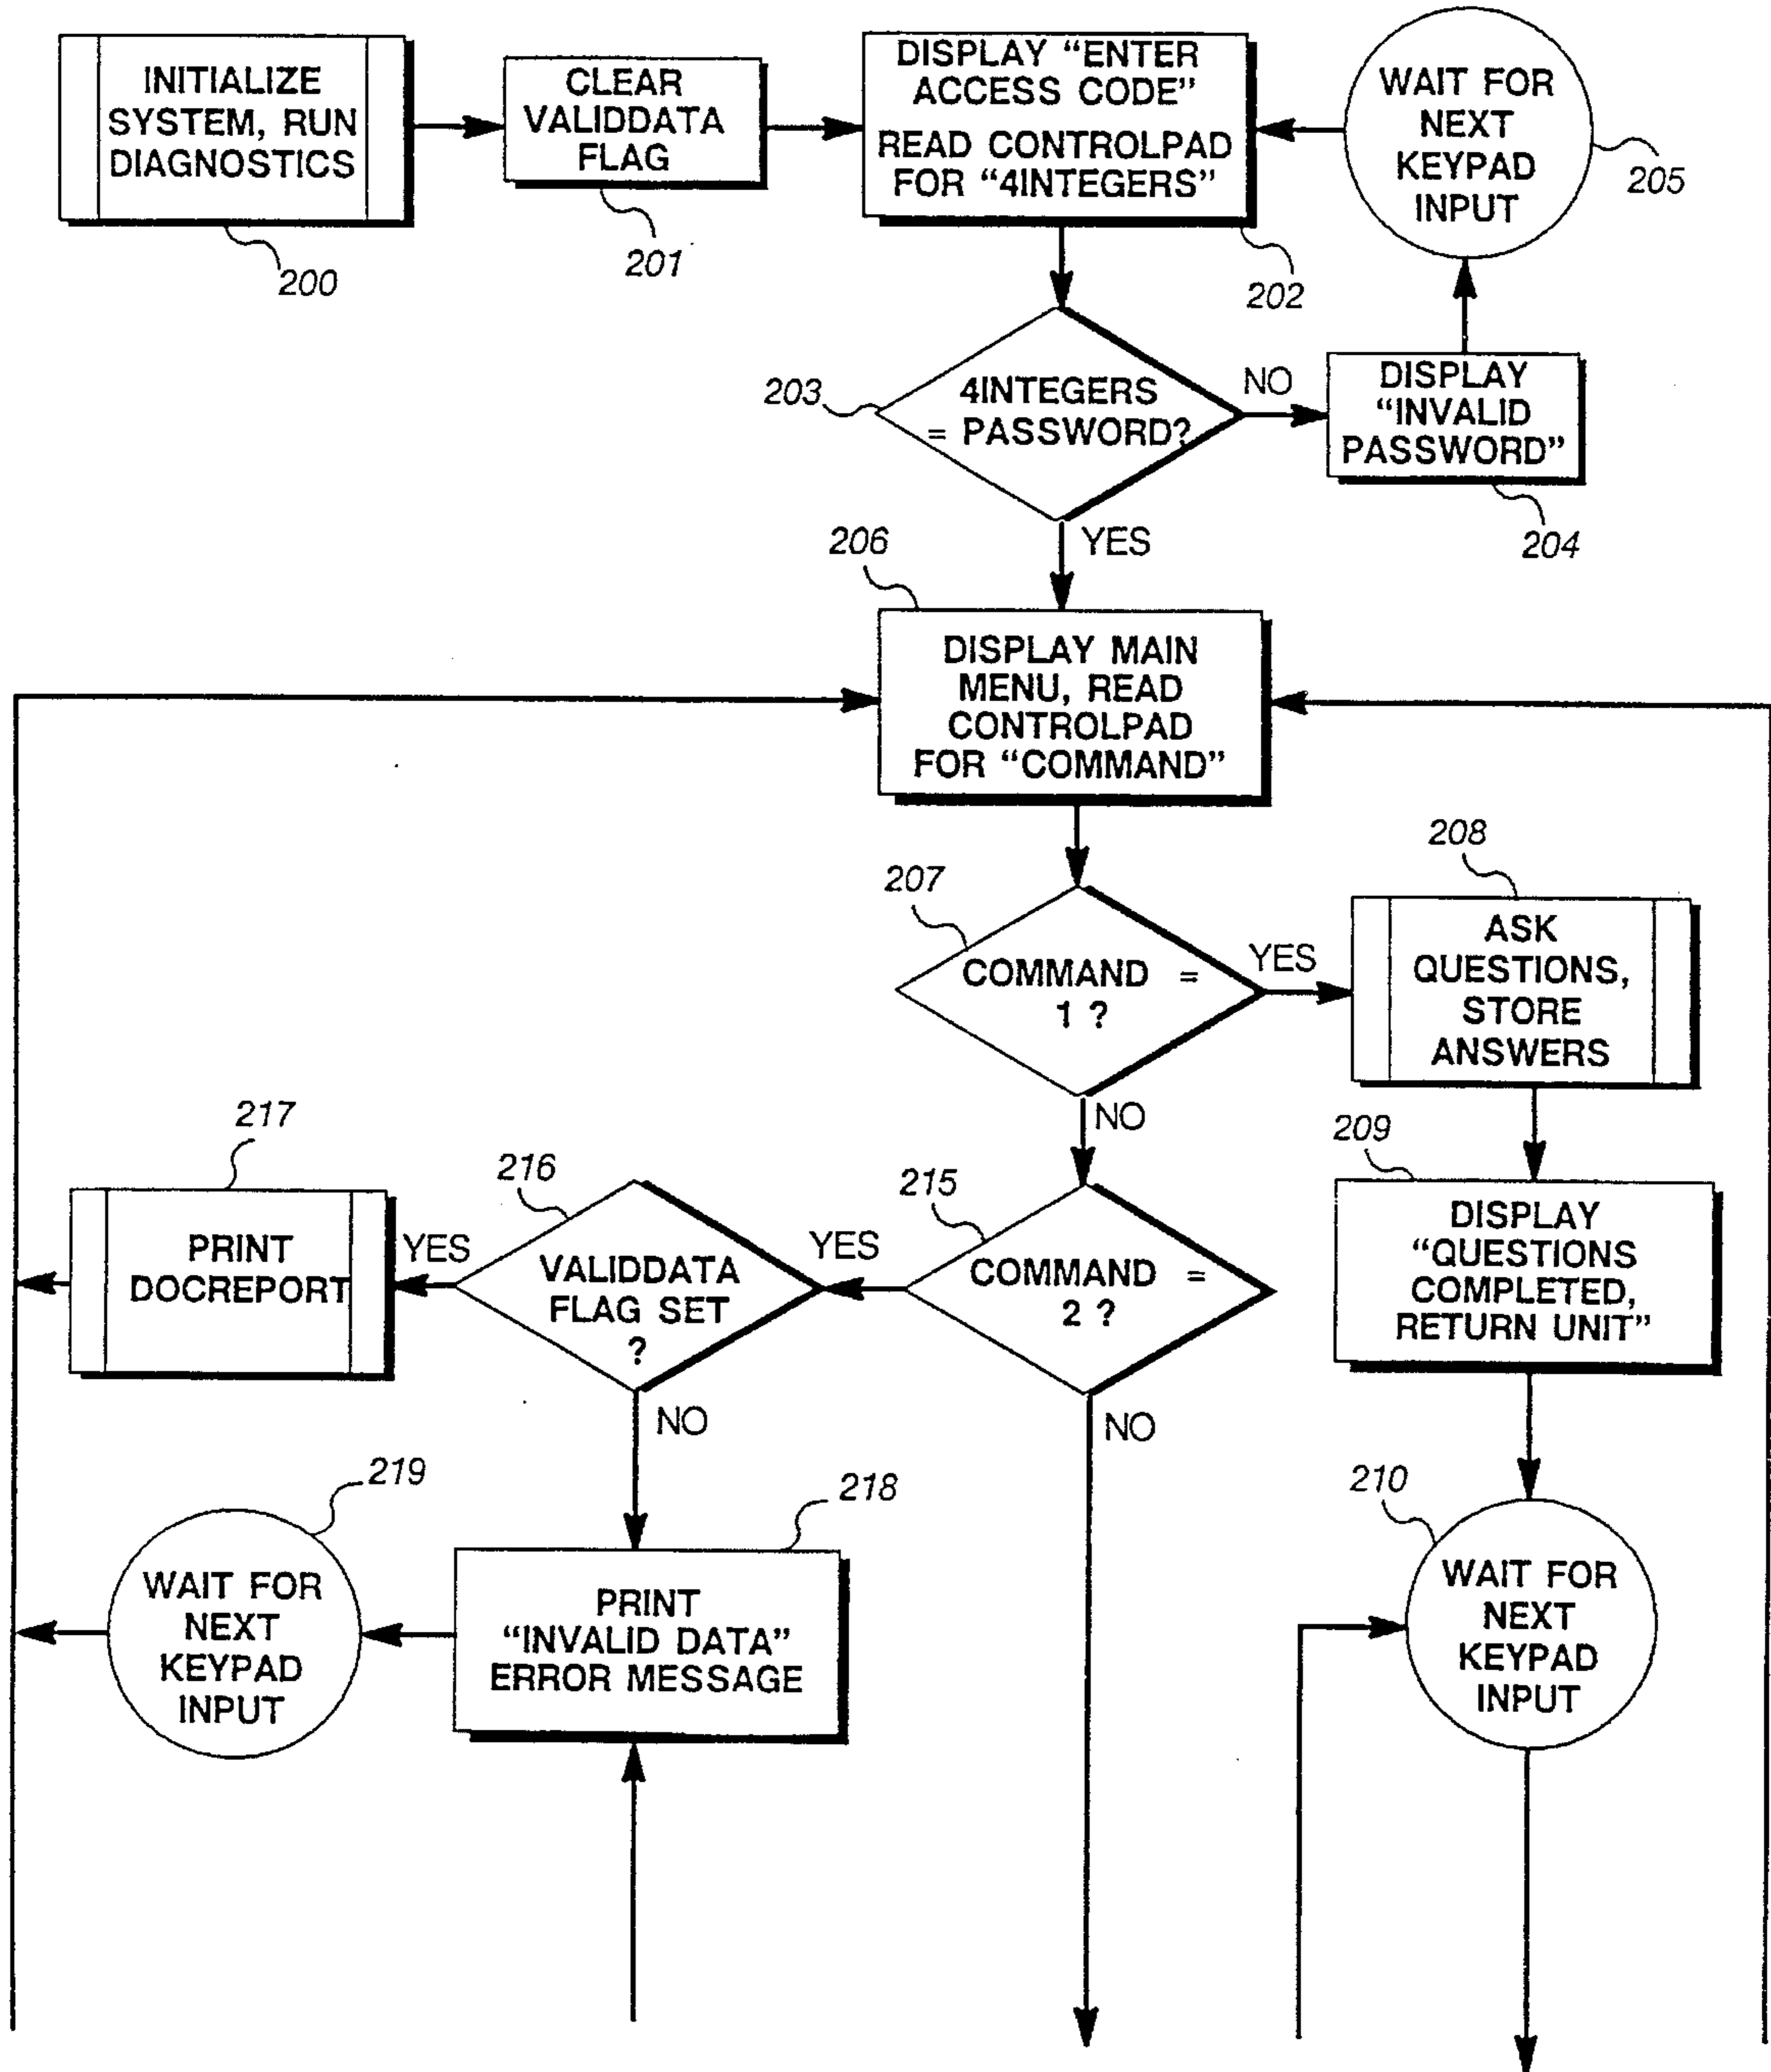 INITIALIZE
SYSTEM, RUN
DIAGNOSTICS
200
CLEAR
VALIDDATA
FLAG
201
DISPLAY “ENTER
ACCESS CODE”
READ CONTROLPAD
FOR “4INTEGERS”
202
WAIT FOR
NEXT
KEYPAD
INPUT
205
203
4INTEGERS
= PASSWORD?
NO
DISPLAY
“INVALID
PASSWORD”
204
YES
206
DISPLAY MAIN
MENU, READ
CONTROLPAD
FOR “COMMAND”
207
COMMAND =
1 ?
YES
208
ASK
QUESTIONS,
STORE
ANSWERS
NO
209
DISPLAY
“QUESTIONS
COMPLETED,
RETURN UNIT”
215
COMMAND =
2 ?
YES
216
VALIDDATA
FLAG SET
?
YES
217
PRINT
DOCREPORT
NO
NO
219
WAIT FOR
NEXT
KEYPAD
INPUT
218
PRINT
“INVALID DATA”
ERROR MESSAGE
210
WAIT FOR
NEXT
KEYPAD
INPUT